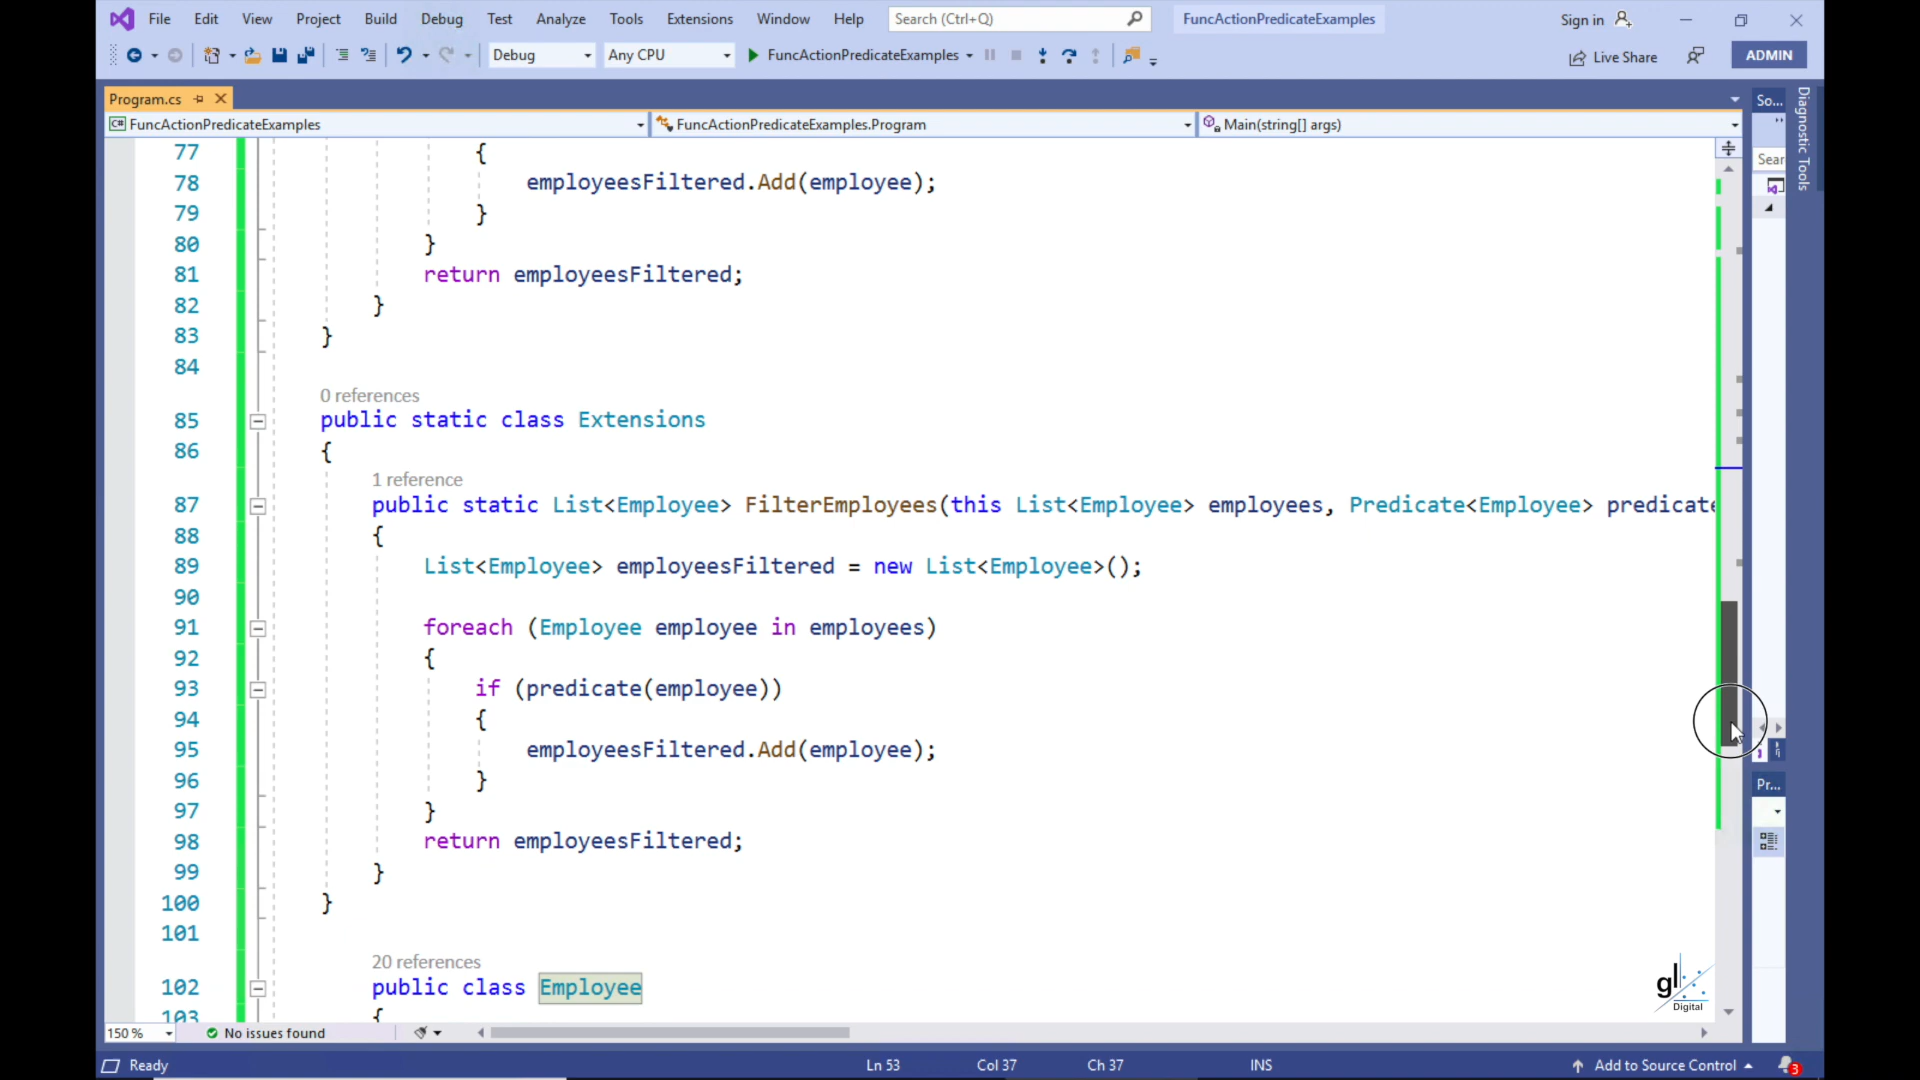 File Edit View Project Build Debug Test Analyze Tools Extensions Window Help Search (Ctrl+Q) FuncActionPredicateExamples Sign in
Debug Any CPU FuncActionPredicateExamples Live Share ADMIN
Program.cs So...
FuncActionPredicateExamples FuncActionPredicateExamples.Program Main(string[] args)
Diagnostic Tools
Sear
77 {
78 employeesFiltered.Add(employee);
79 }
80 }
81 return employeesFiltered;
82 }
83 }
84
0 references
85 public static class Extensions
86 {
1 reference
87 public static List<Employee> FilterEmployees(this List<Employee> employees, Predicate<Employee> predicate
88 {
89 List<Employee> employeesFiltered = new List<Employee>();
90
91 foreach (Employee employee in employees)
92 {
93 if (predicate(employee))
94 {
95 employeesFiltered.Add(employee);
96 }
97 }
98 return employeesFiltered;
99 }
100 }
101
20 references
102 public class Employee
103 {
Pr...
gl Digital
150 % No issues found
Ready Ln 53 Col 37 Ch 37 INS Add to Source Control 3